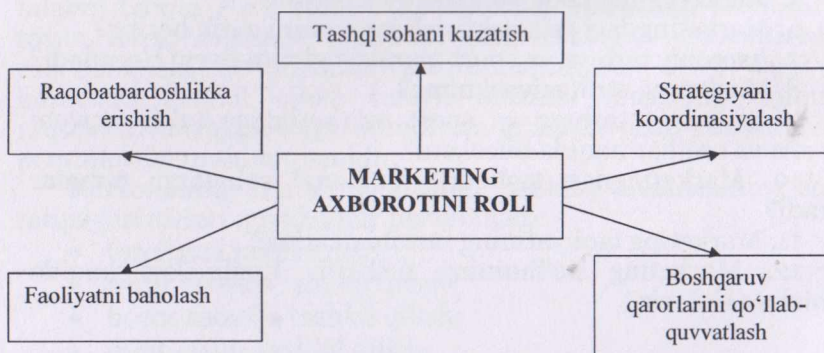 Tashqi sohani kuzatish
Raqobatbardoshlikka
erishish
Strategiyani
koordinasiyalash
MARKETING
AXBOROTINI ROLI
Faoliyatni baholash
Boshqaruv
qarorlarini qo‘llab-
quvvatlash